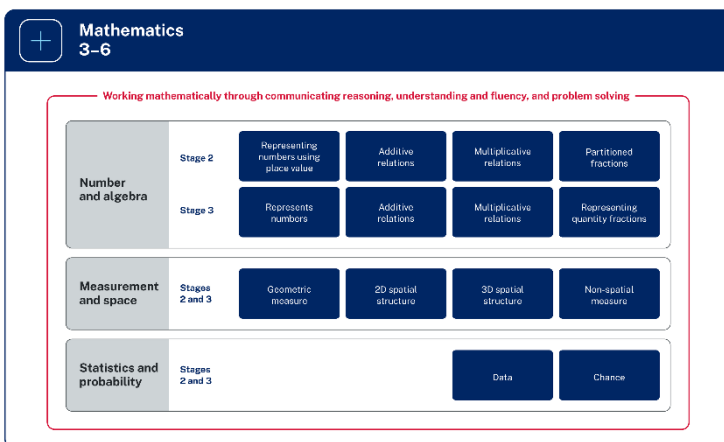 Mathematics
3–6
Working mathematically through communicating reasoning, understanding and fluency, and problem solving
Number
and algebra
Stage 2
Representing
numbers using
place value
Additive
relations
Multiplicative
relations
Partitioned
fractions
Stage 3
Represents
numbers
Additive
relations
Multiplicative
relations
Representing
quantity fractions
Measurement
and space
Stages
2 and 3
Geometric
measure
2D spatial
structure
3D spatial
structure
Non-spatial
measure
Statistics and
probability
Stages
2 and 3
Data
Chance